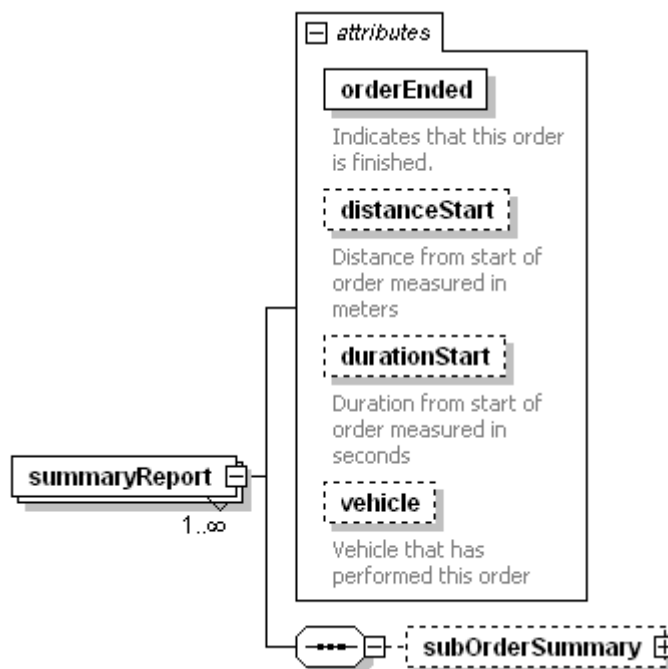 attributes
orderEnded
Indicates that this order
is finished.
distanceStart
Distance from start of
order measured in
meters
durationStart
Duration from start of
order measured in
seconds
summaryReport
1..∞
vehicle
Vehicle that has
performed this order
subOrderSummary